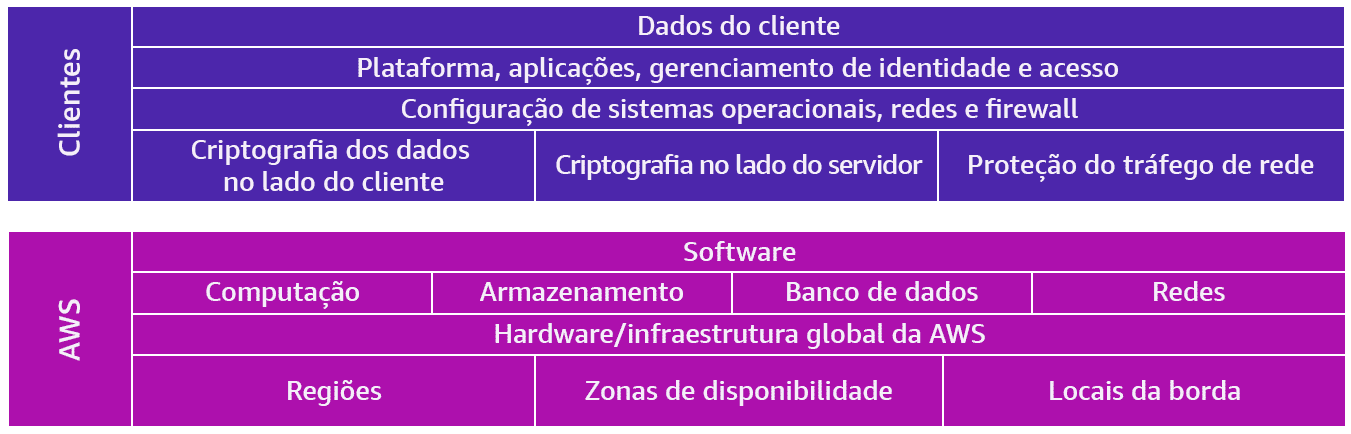 Clientes
Dados do cliente
Plataforma, aplicações, gerenciamento de identidade e acesso
Configuração de sistemas operacionais, redes e firewall
Criptografia dos dados
no lado do cliente
Criptografia no lado do servidor
Proteção do tráfego de rede
AWS
Software
Computação
Armazenamento
Banco de dados
Redes
Hardware/infraestrutura global da AWS
Regiões
Zonas de disponibilidade
Locais da borda